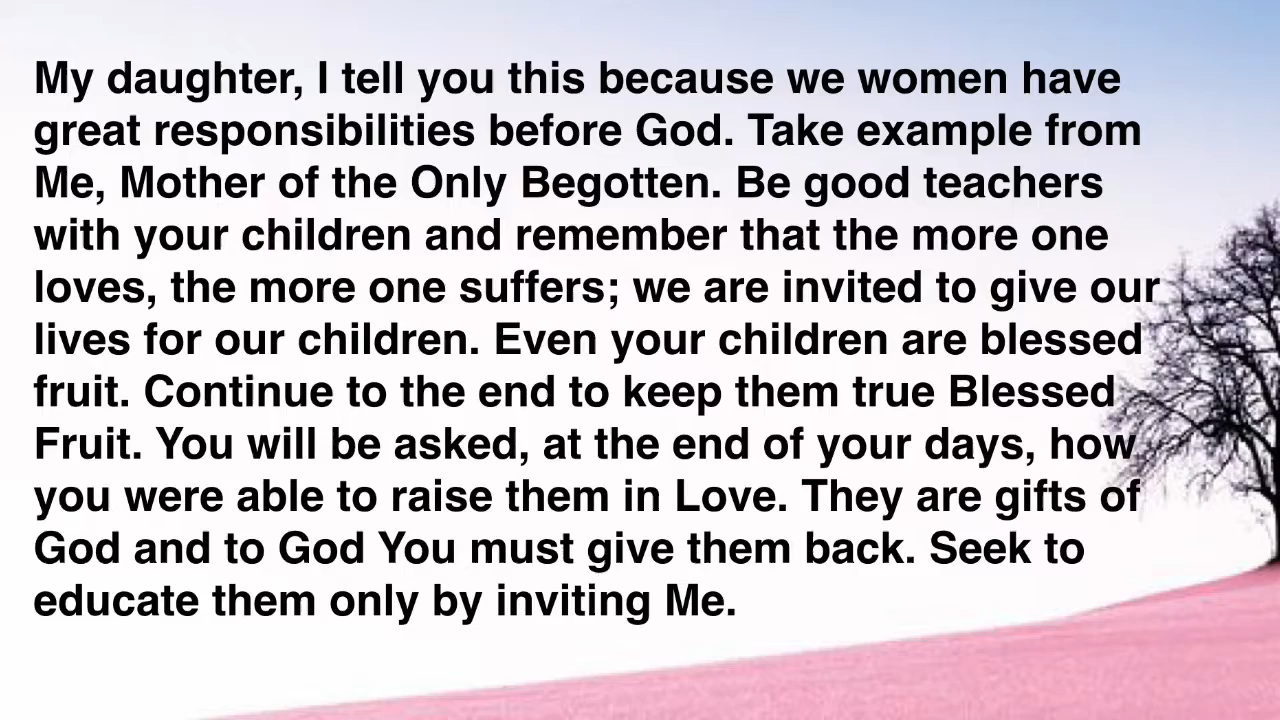 My daughter, I tell you this because we women have
great responsibilities before God. Take example from
Me, Mother of the Only Begotten. Be good teachers
with your children and remember that the more one
loves, the more one suffers; we are invited to give our
lives for our children. Even your children are blessed
fruit. Continue to the end to keep them true Blessed
Fruit. You will be asked, at the end of your days, how
you were able to raise them in Love. They are gifts of
God and to God You must give them back. Seek to
educate them only by inviting Me.